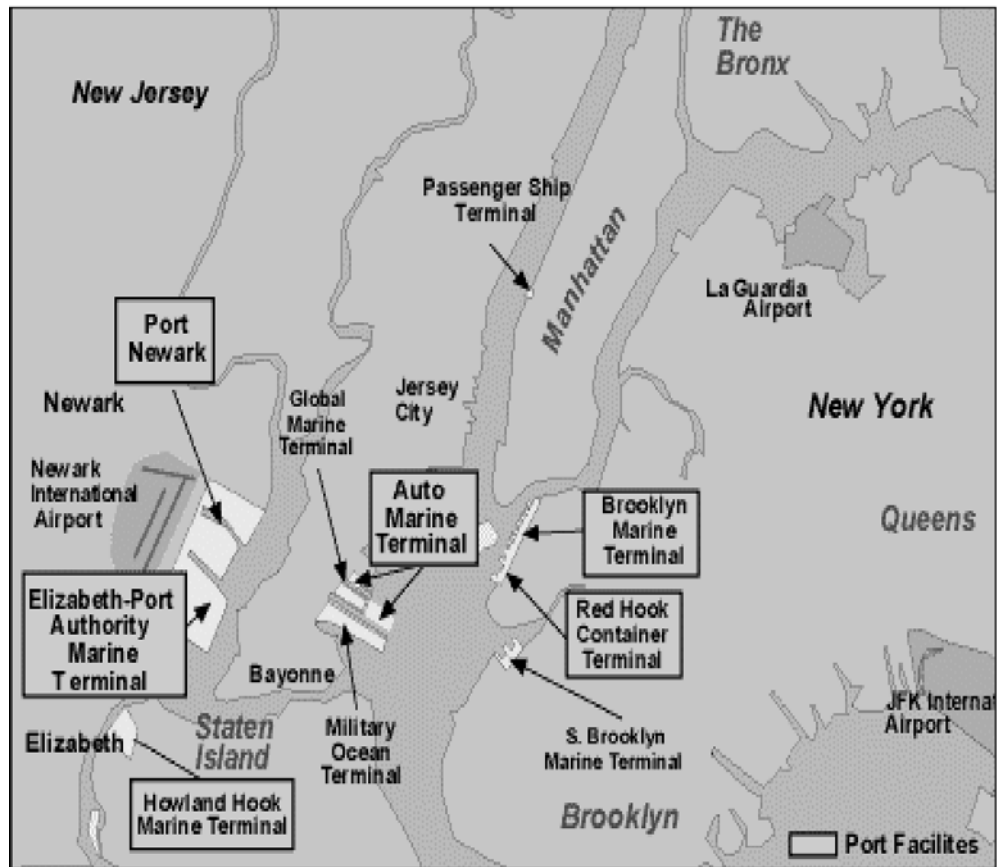 The
Bronx
New Jersey
Passenger Ship
Terminal
Manhattan
La Guardia
Airport
Port
Newark
Newark
Global
Marine
Terminal
Jersey
City
New York
Newark
International
Airport
Auto
Marine
Terminal
Brooklyn
Marine
Terminal
Queens
Elizabeth-Port
Authority
Marine
Terminal
Red Hook
Container
Terminal
Bayonne
JFK Internat
Airport
Staten
Island
Elizabeth
Military
Ocean
Terminal
S. Brooklyn
Marine Terminal
Howland Hook
Marine Terminal
Brooklyn
Port Facilites